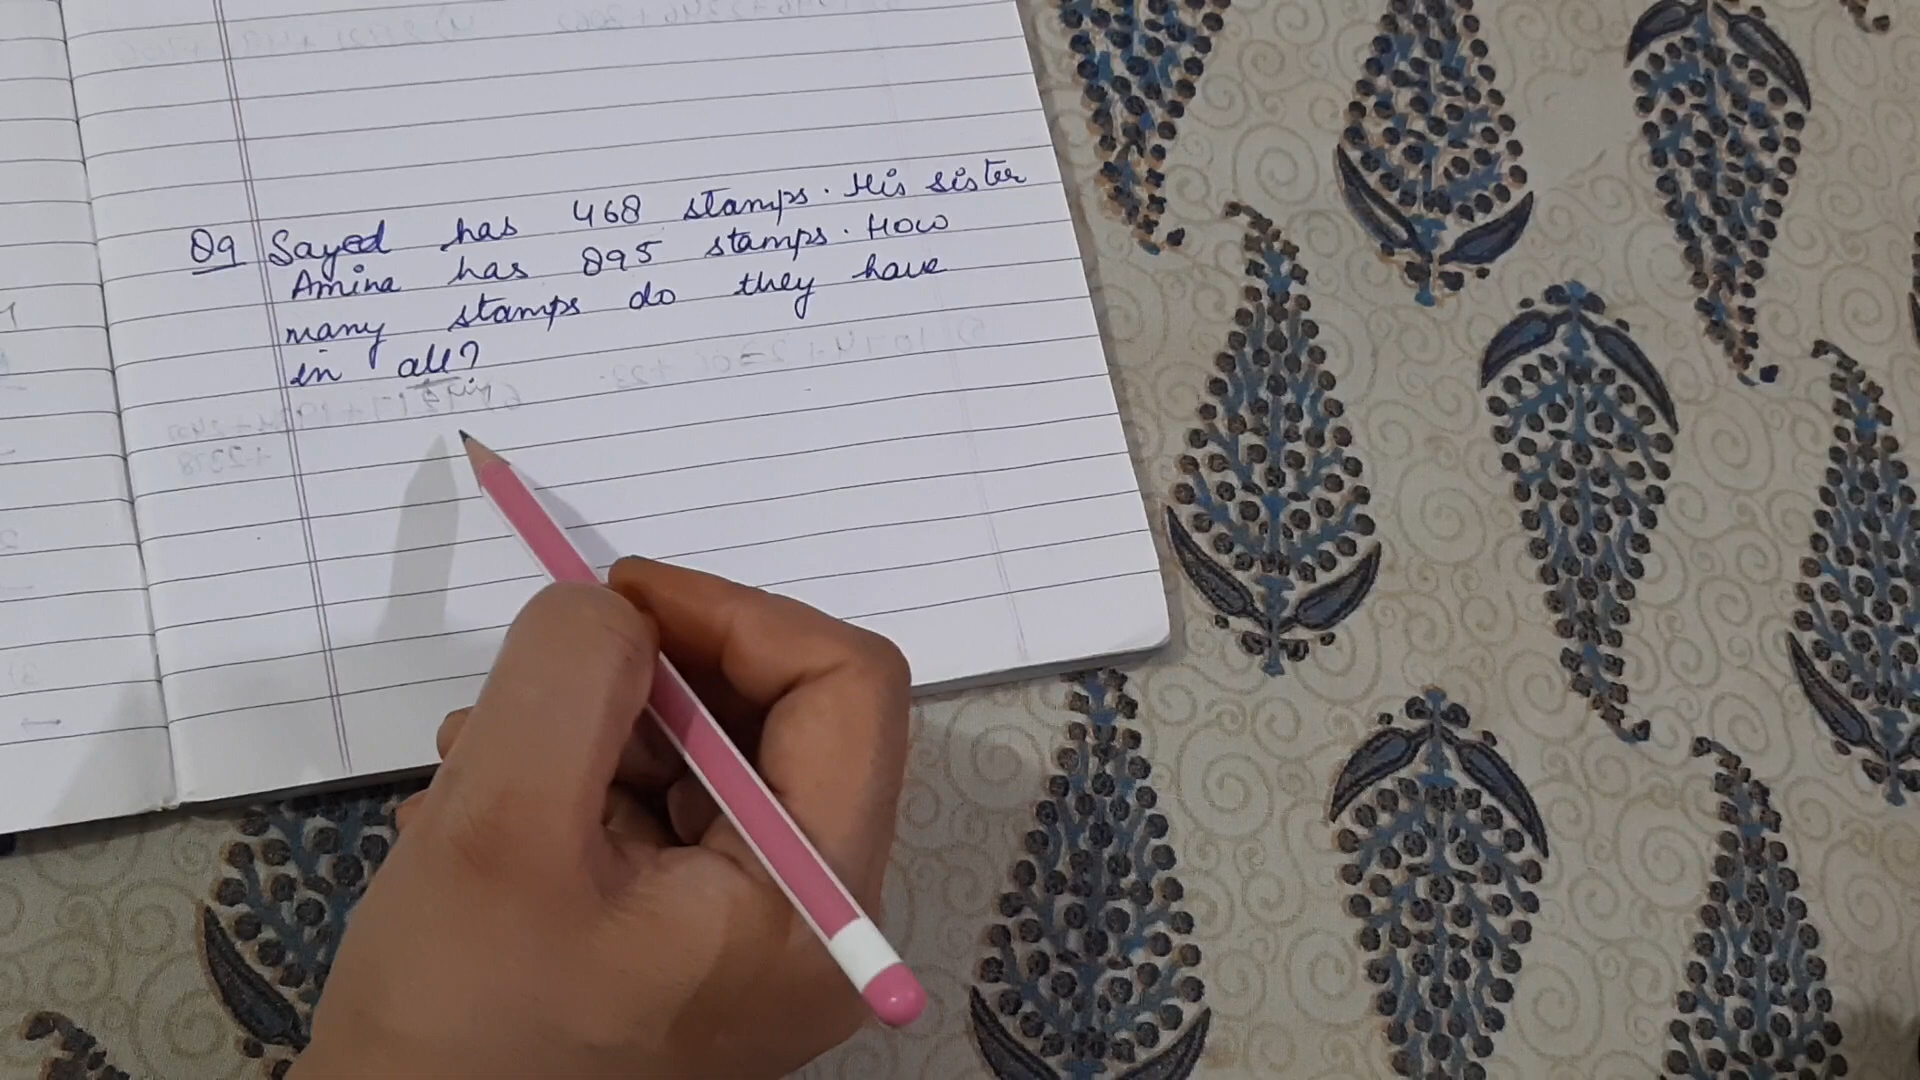 Q9 Sayed has 468 stamps. His sister
Amina has 895 stamps. How
many stamps do they have
in all?